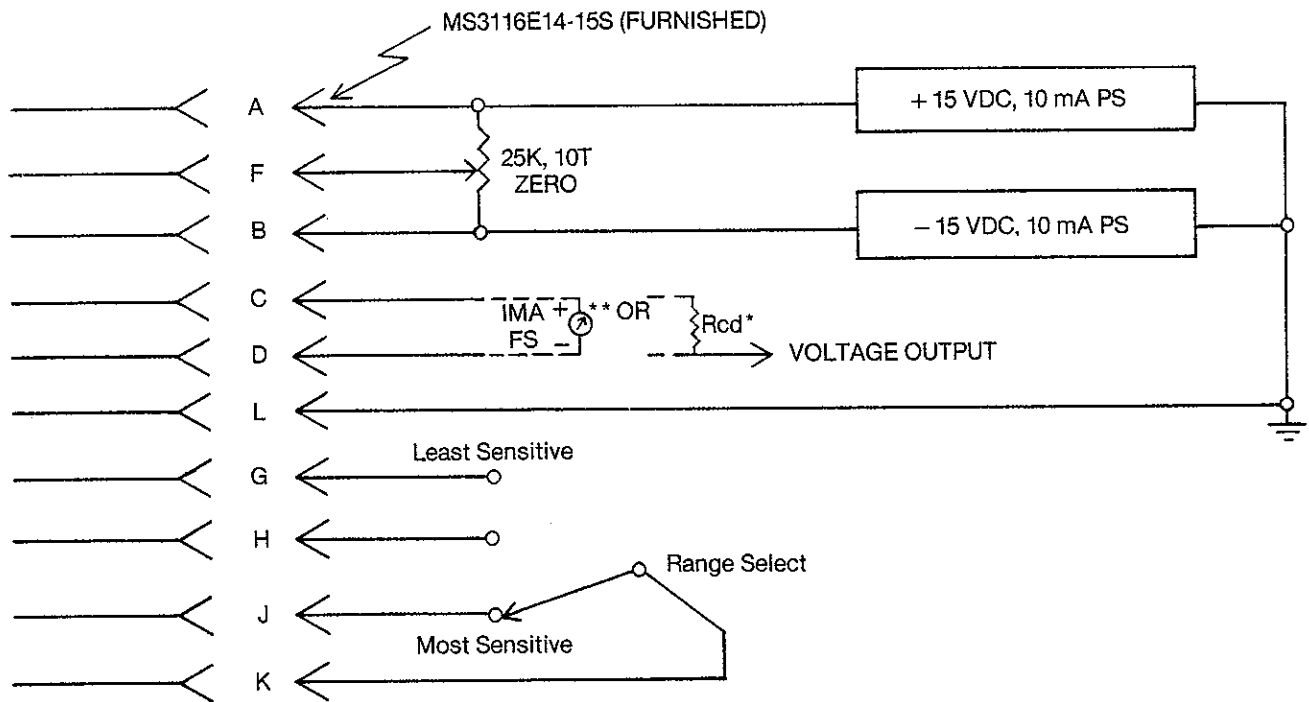 MS3116E14-15S (FURNISHED)
A
+ 15 VDC, 10 mA PS
F
25K, 10T
ZERO
B
– 15 VDC, 10 mA PS
C
IMA + ** OR
Rcd*
FS –
D
VOLTAGE OUTPUT
L
Least Sensitive
G
H
Range Select
J
Most Sensitive
K